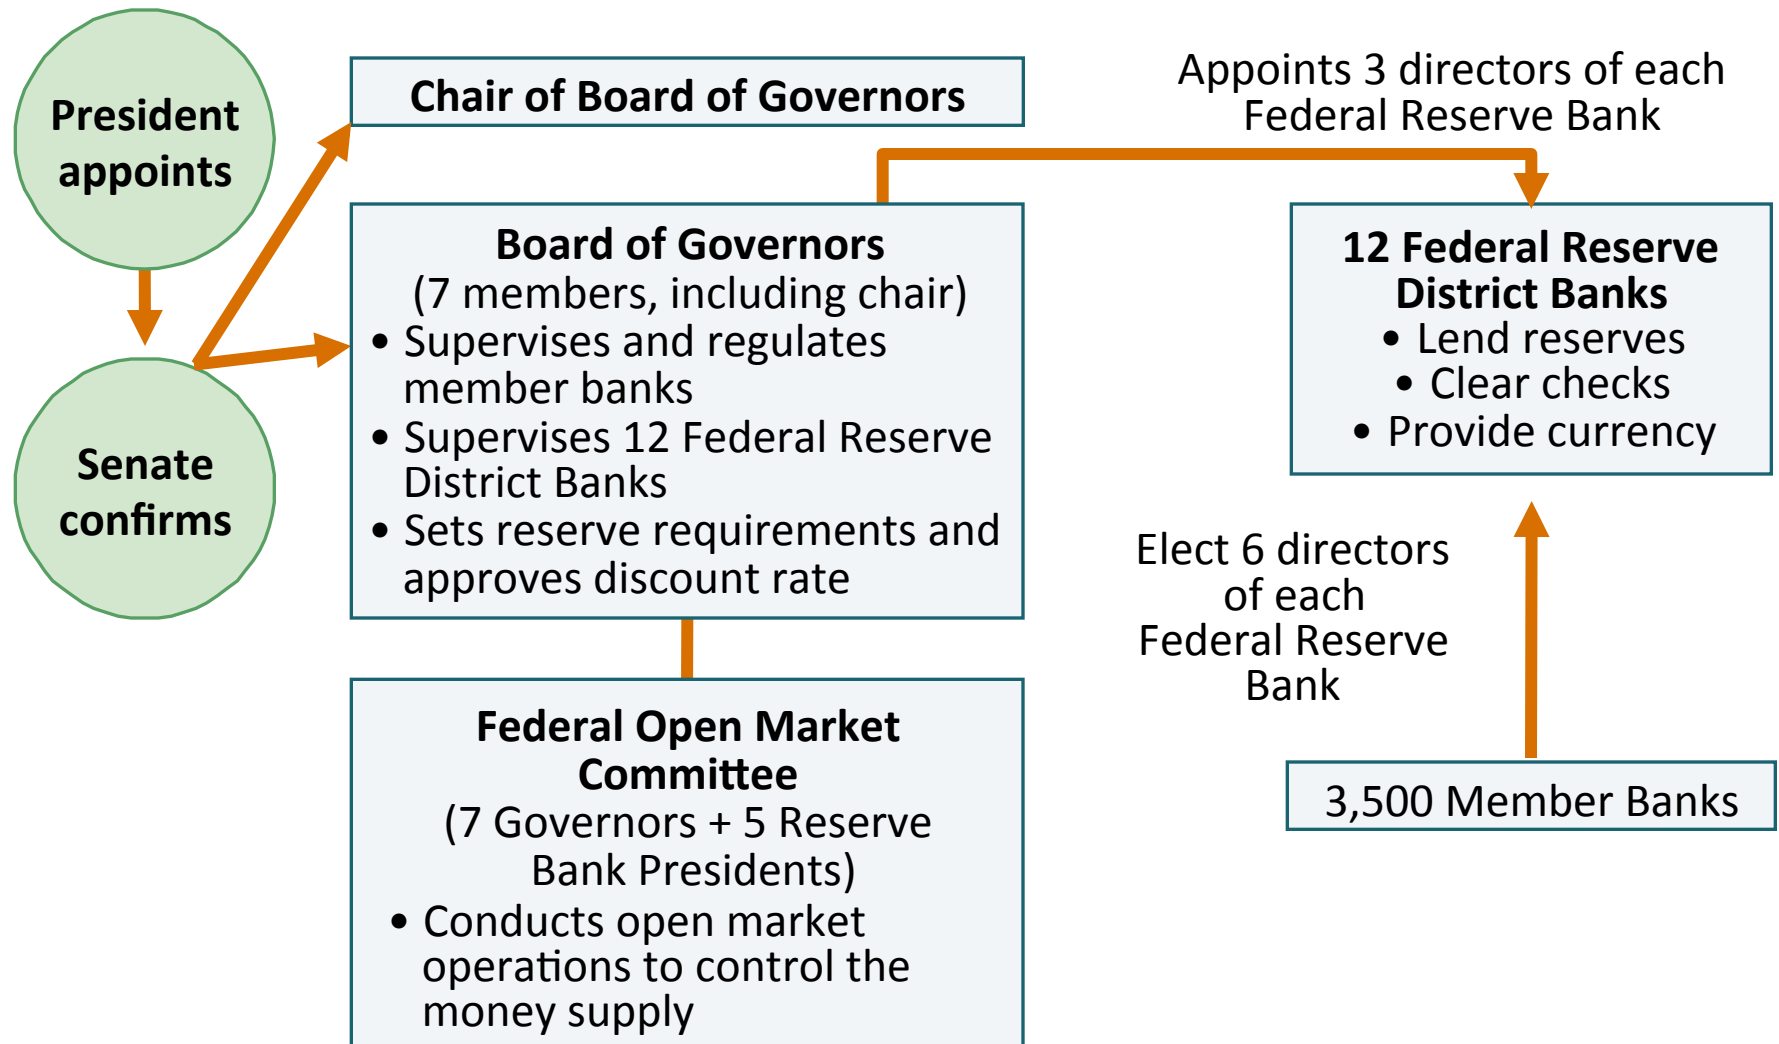 President
appoints
Senate
confirms
Chair of Board of Governors
Board of Governors
(7 members, including chair)
• Supervises and regulates
member banks
• Supervises 12 Federal Reserve
District Banks
• Sets reserve requirements and
approves discount rate
Federal Open Market
Committee
(7 Governors + 5 Reserve
Bank Presidents)
• Conducts open market
operations to control the
money supply
Appoints 3 directors of each
Federal Reserve Bank
12 Federal Reserve
District Banks
• Lend reserves
• Clear checks
• Provide currency
Elect 6 directors
of each
Federal Reserve
Bank
3,500 Member Banks